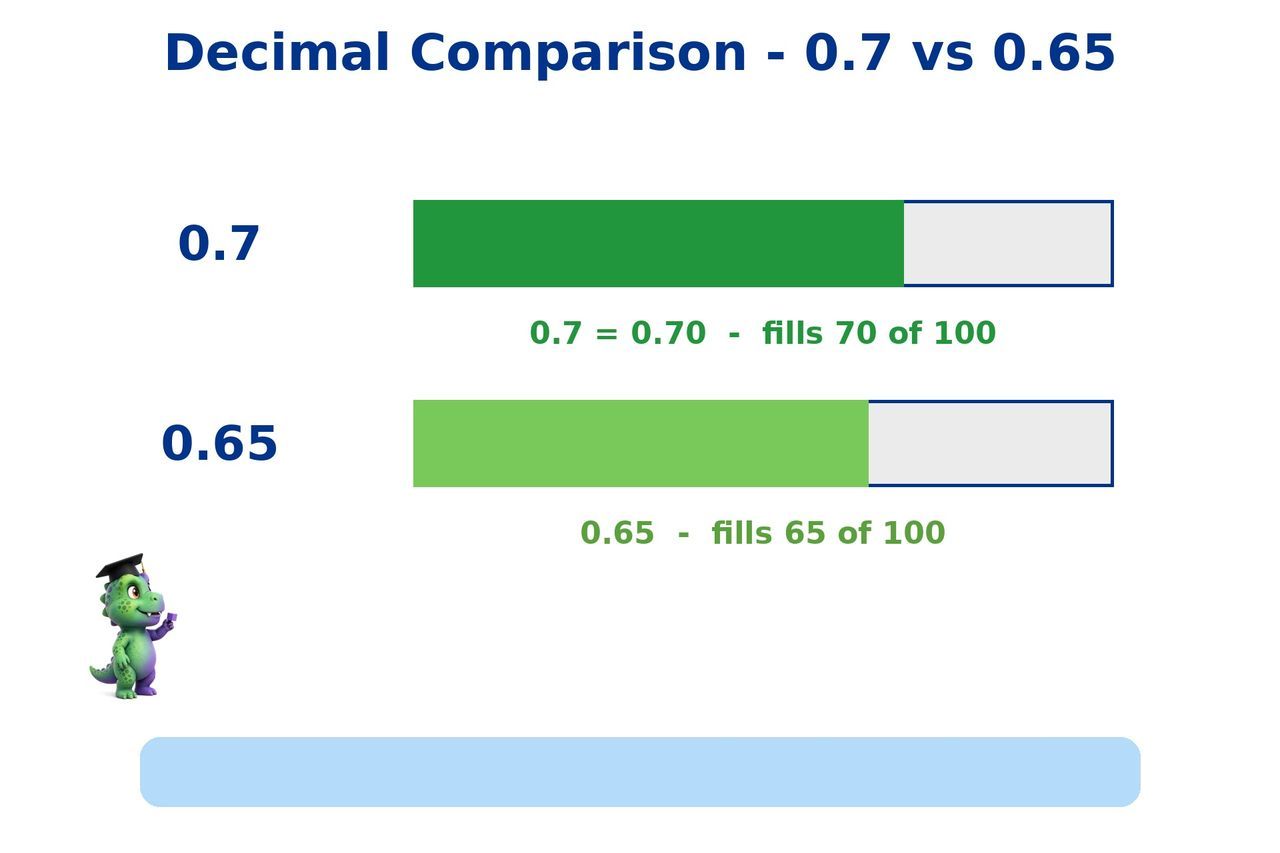 Decimal Comparison - 0.7 vs 0.65
0.7
0.7 = 0.70 - fills 70 of 100
0.65
0.65 - fills 65 of 100